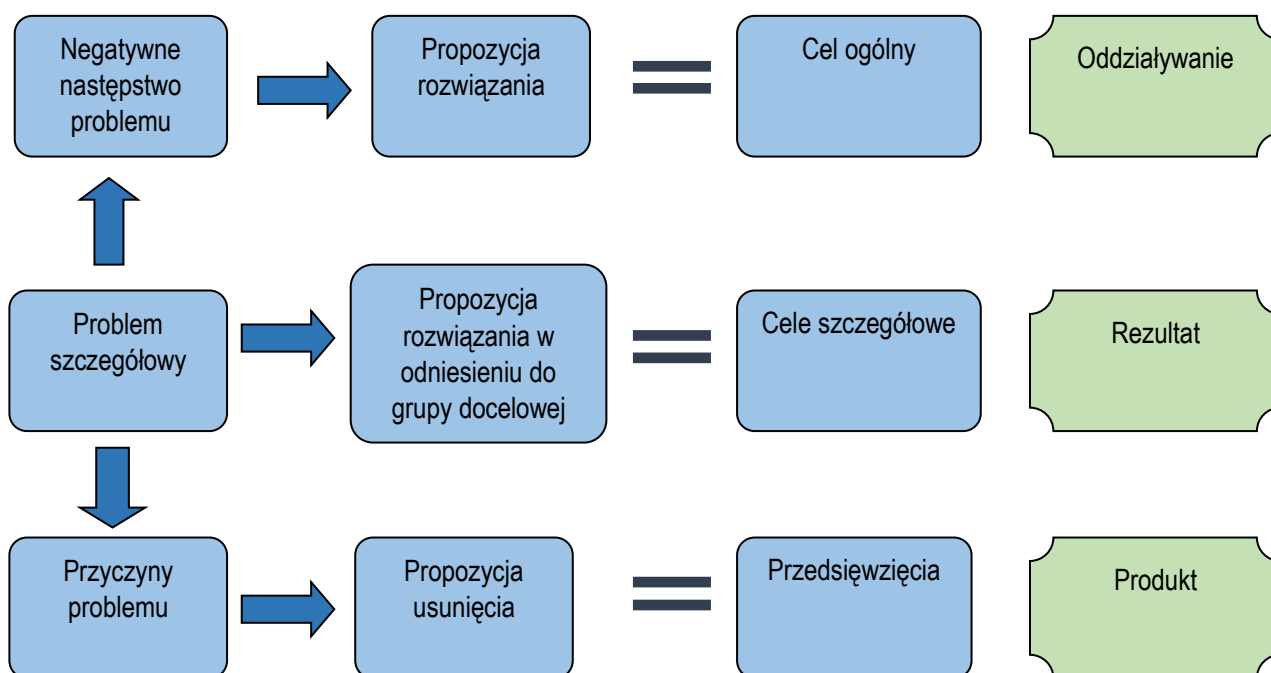 Negatywne
następstwo
problemu
Propozycja
rozwiązania
Cel ogólny
Oddziaływanie
Problem
szczegółowy
Propozycja
rozwiązania w
odniesieniu do
grupy docelowej
Cele szczegółowe
Rezultat
Przyczyny
problemu
Propozycja
usunięcia
Przedsięwzięcia
Produkt